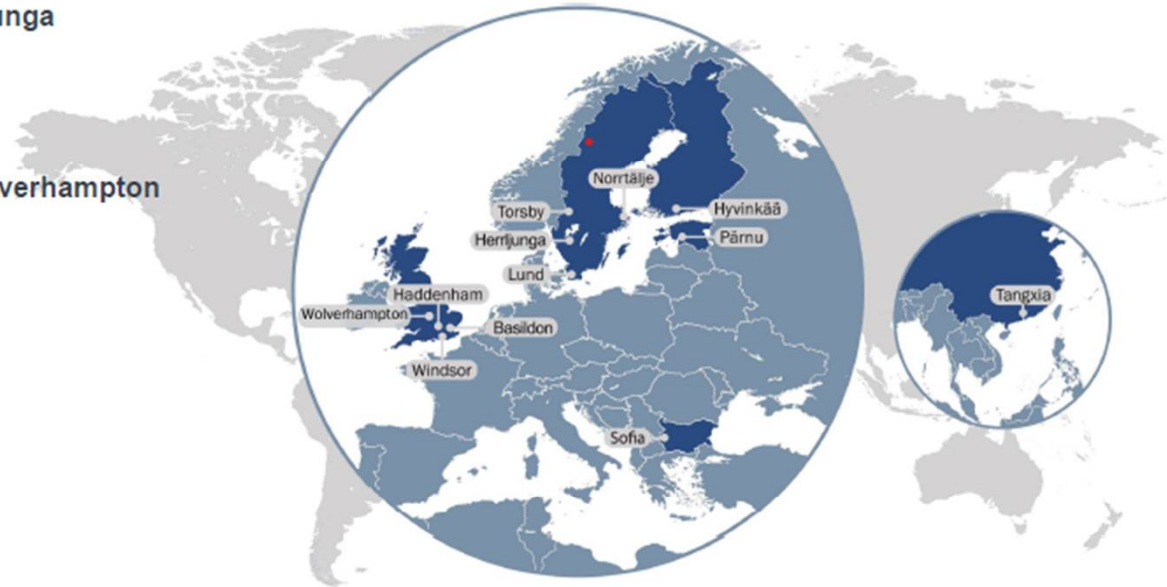 unga
verhampton
Norrtälje
Torsby
Hyvinkää
Herrljunga
Pärnu
Lund
Haddenham
Wolverhampton
Basildon
Windsor
Sofia
Tangxia